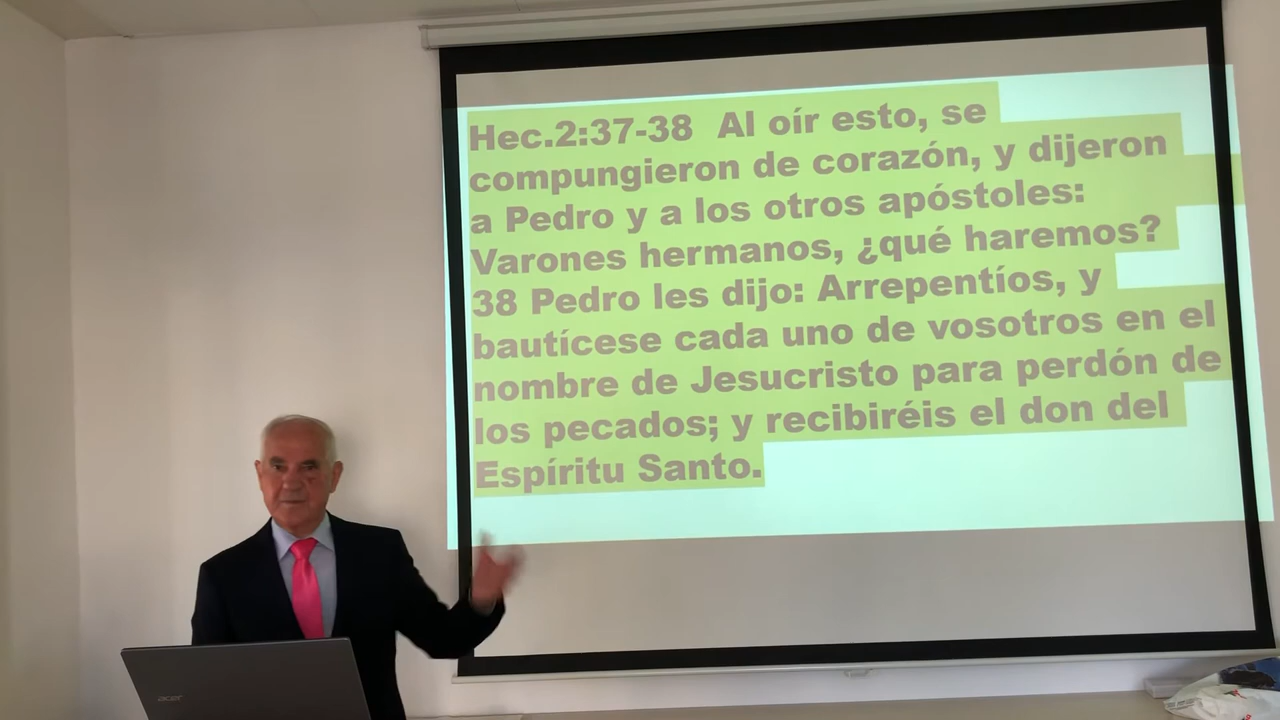 Hec.2:37-38  Al oír esto, se
compungieron de corazón, y dijeron
a Pedro y a los otros apóstoles:
Varones hermanos, ¿qué haremos?
38 Pedro les dijo: Arrepentíos, y
bautícese cada uno de vosotros en el
nombre de Jesucristo para perdón de
los pecados; y recibiréis el don del
Espíritu Santo.
acer